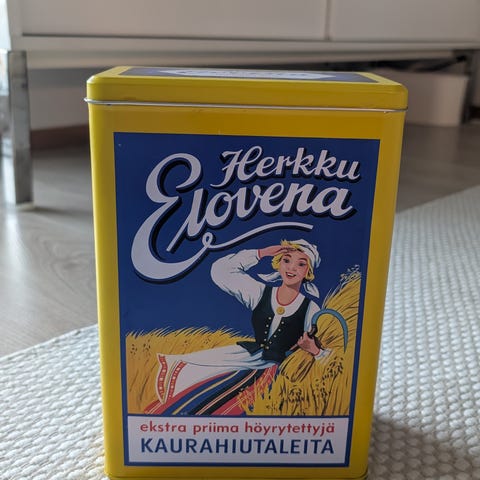 Herkku
Elovena
ekstra priima höyrytettyjä
KAURAHIUTALEITA